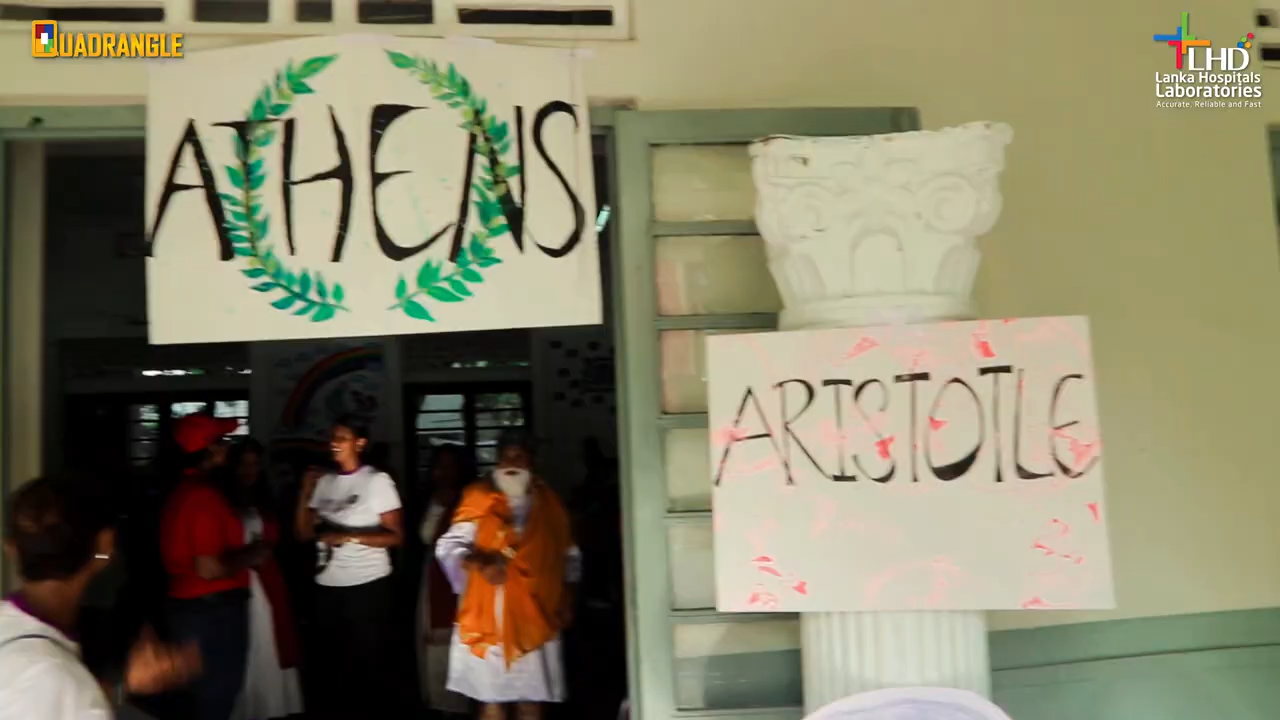 QUADRANGLE
LHD
Lanka Hospitals
Laboratories
Accurate, Reliable and Fast
ATHENS
ARISTOTLE